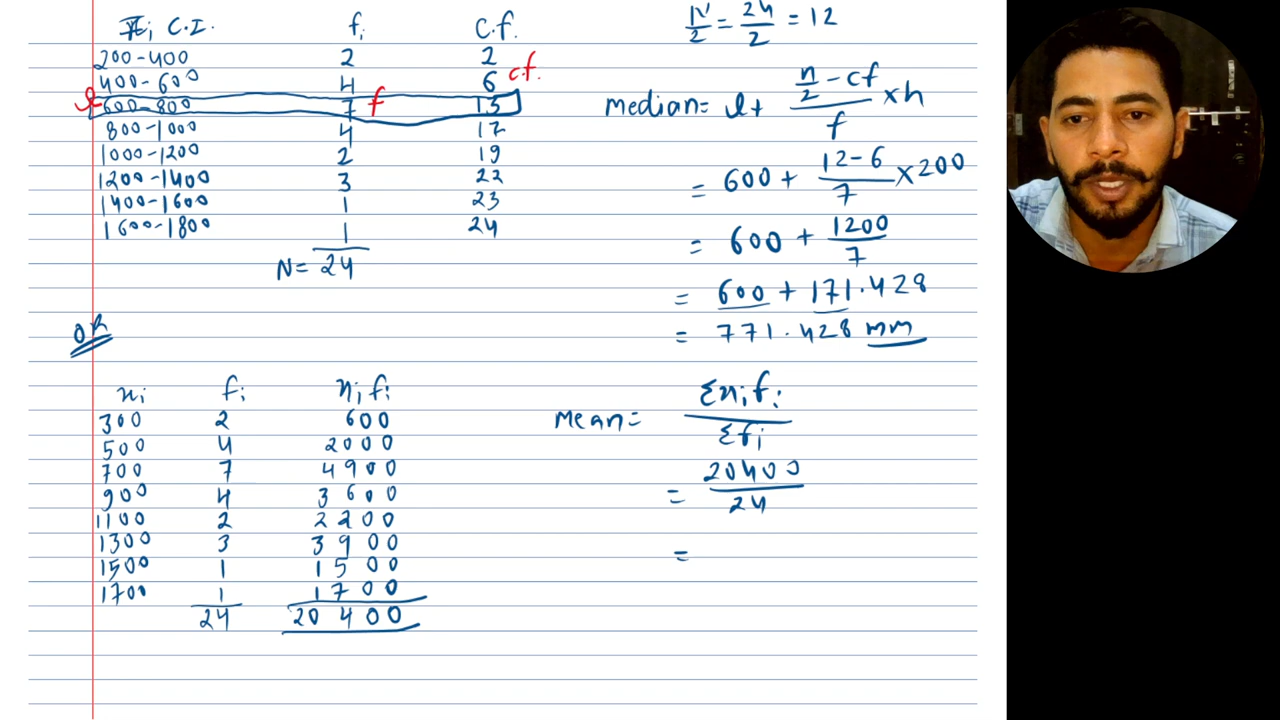 x̄i C.I. fi C.f.
200-400 2 2
400-600 4 6 cf.
l 600-800 7 f 13
800-1000 4 17
1000-1200 2 19
1200-1400 3 22
1400-1600 1 23
1600-1800 1 24
N= 24
N/2 = 24/2 = 12
median= l+ (n/2 - cf)/f ×h
= 600 + (12-6)/7 ×200
= 600 + 1200/7
= 600 + 171.428
= 771.428 mm
OR
xi fi xi fi
300 2 600
500 4 2000
700 7 4900
900 4 3600
1100 2 2200
1300 3 3900
1500 1 1500
1700 1 1700
24 20400
Mean= Σxifi/Σfi
= 20400/24
=